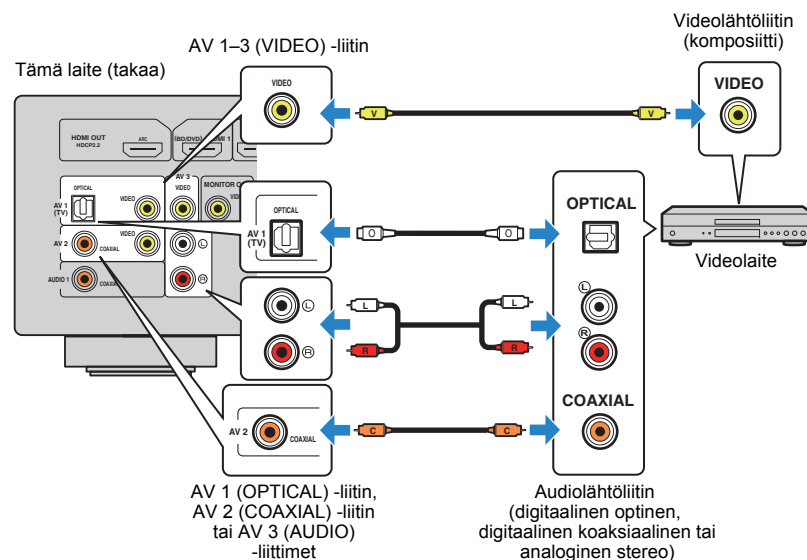 Videolähtöliitin
(komposiitti)
AV 1–3 (VIDEO) -liitin
Tämä laite (takaa)
VIDEO
V
V
VIDEO
HDMI OUT
HDCP2.2
ARC
(BD/DVD)
HDMI 1
AV 3
OPTICAL
VIDEO
VIDEO
MONITOR
AV 1
(TV)
AV 2
COAXIAL
VIDEO
L
AUDIO 1
COAXIAL
R
OPTICAL
AV 1
(TV)
O
O
OPTICAL
Videolaite
L
R
L
R
L
R
L
R
COAXIAL
AV 2
COAXIAL
C
C
AV 1 (OPTICAL) -liitin,
AV 2 (COAXIAL) -liitin
tai AV 3 (AUDIO)
-liittimet
Audiolähtöliitin
(digitaalinen optinen,
digitaalinen koaksiaalinen tai
analoginen stereo)